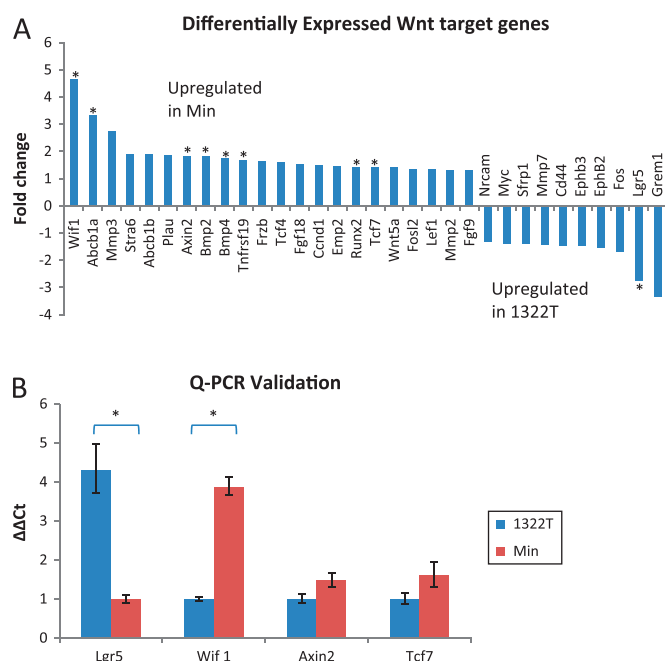 A
Differentially Expressed Wnt target genes
6
5
4
3
2
1
0
-1
-2
-3
-4
Fold change
Upregulated
in Min
* * * * * * * * *
Wif1
Abcb1a
Mmp3
Stra6
Abcb1b
Plau
Axin2
Bmp2
Bmp4
Tnfrsf19
Frzb
Tcf4
Fgf18
Ccnd1
Emp2
Runx2
Tcf7
Wnt5a
Fosl2
Lef1
Mmp2
Fgf9
Nrcam
Myc
Sfrp1
Mmp7
Cd44
Ephb3
EphB2
Fos
Lgr5
Grem1
Upregulated
in 1322T
B
Q-PCR Validation
6
5
4
3
2
1
0
ΔΔCt
* *
1322T
Min
Lgr5 Wif 1 Axin2 Tcf7